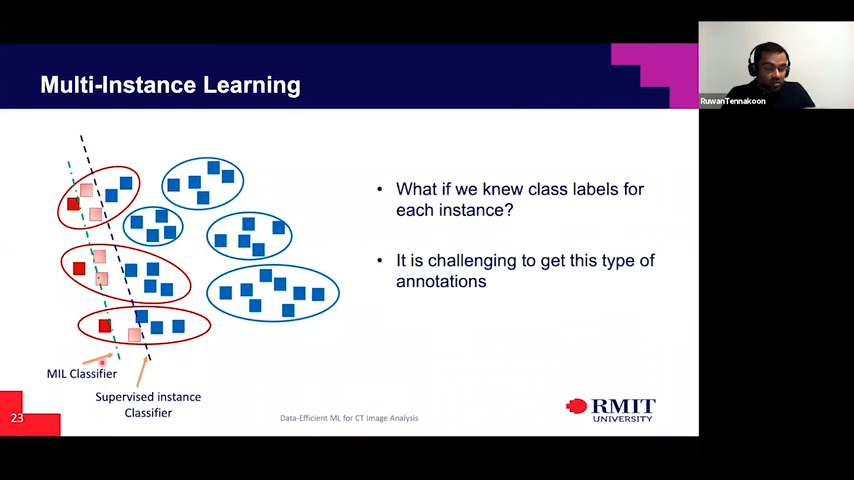 Multi-Instance Learning
RuwanTennakoon
• What if we knew class labels for
each instance?
• It is challenging to get this type of
annotations
MIL Classifier
Supervised instance
Classifier
23
Data-Efficient ML for CT Image Analysis
RMIT
UNIVERSITY